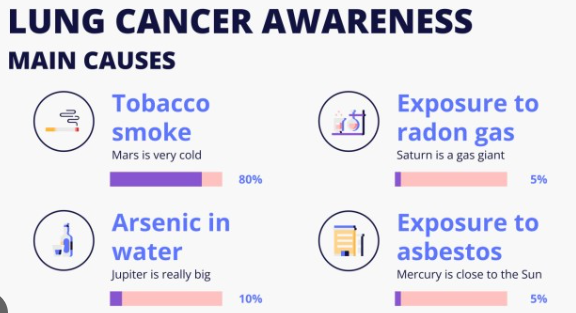 LUNG CANCER AWARENESS
MAIN CAUSES
Tobacco
smoke
Mars is very cold
80%
Exposure to
radon gas
Saturn is a gas giant
5%
Arsenic in
water
Jupiter is really big
10%
Exposure to
asbestos
Mercury is close to the Sun
5%